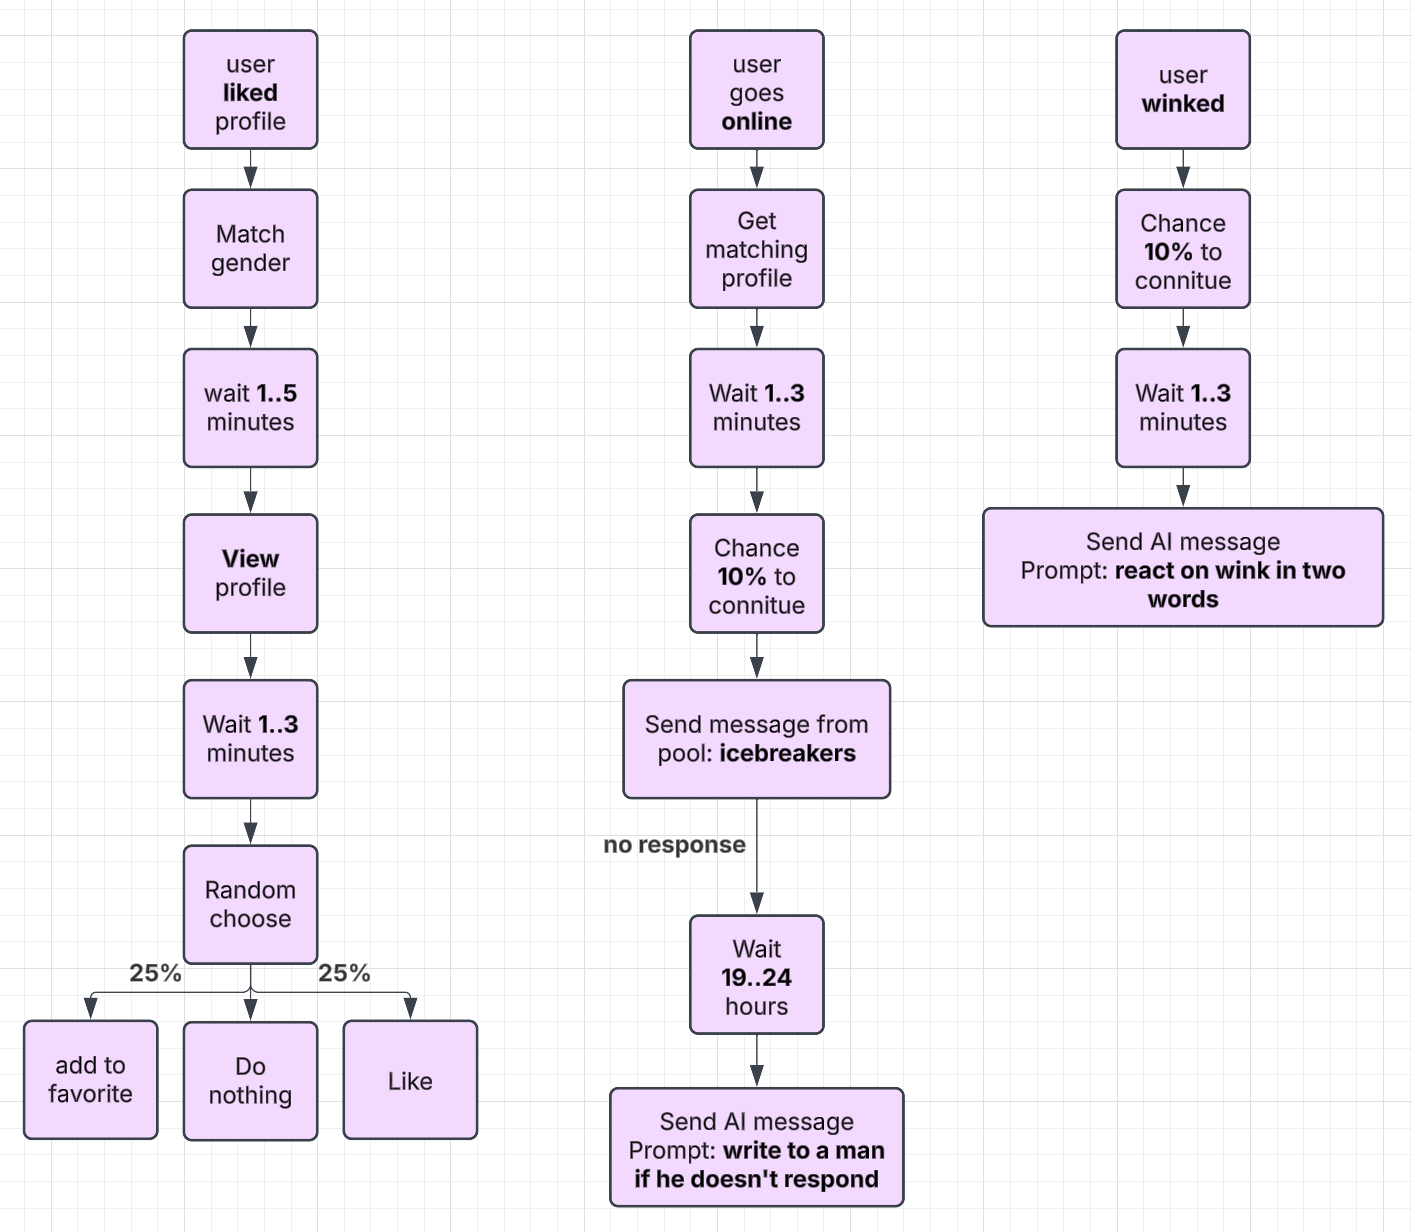 user
liked
profile
Match
gender
wait 1..5
minutes
View
profile
Wait 1..3
minutes
Random
choose
25%
25%
add to
favorite
Do
nothing
Like
user
goes
online
Get
matching
profile
Wait 1..3
minutes
Chance
10% to
connitue
Send message from
pool: icebreakers
no response
Wait
19..24
hours
Send AI message
Prompt: write to a man
if he doesn't respond
user
winked
Chance
10% to
connitue
Wait 1..3
minutes
Send AI message
Prompt: react on wink in two
words